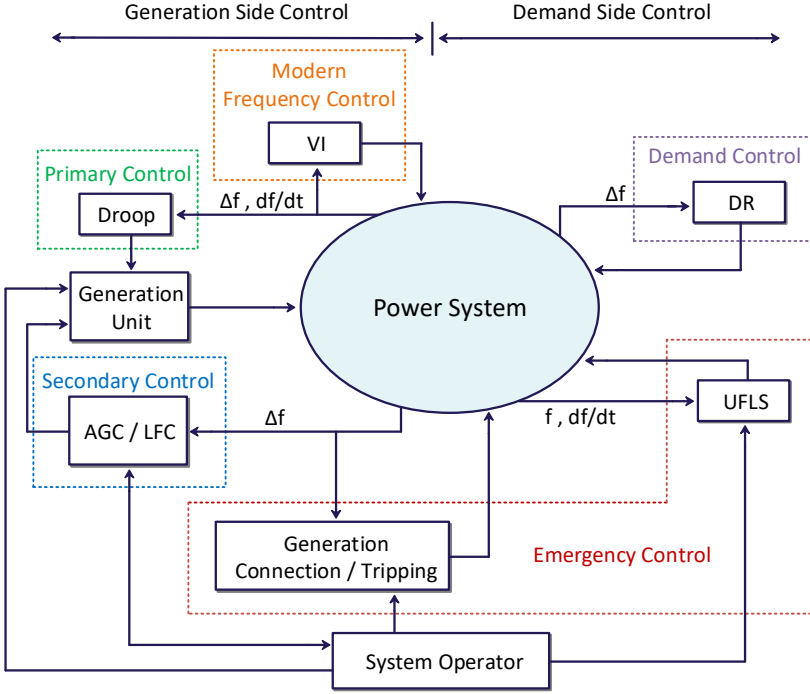 Generation Side Control
Demand Side Control
Modern
Frequency Control
VI
Primary Control
Droop
Δf , df/dt
Demand Control
Δf
DR
Generation
Unit
Power System
Secondary Control
AGC / LFC
Δf
f , df/dt
UFLS
Generation
Connection / Tripping
Emergency Control
System Operator